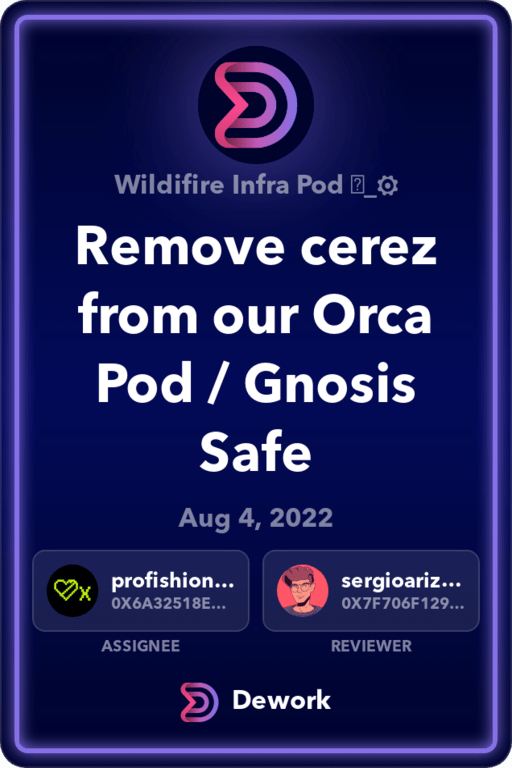 Wildifire Infra Pod ⍰_⚙
Remove cerez
from our Orca
Pod / Gnosis
Safe
Aug 4, 2022
profishion...
0X6A32518E...
sergioariz...
0X7F706F129...
ASSIGNEE
REVIEWER
Dework